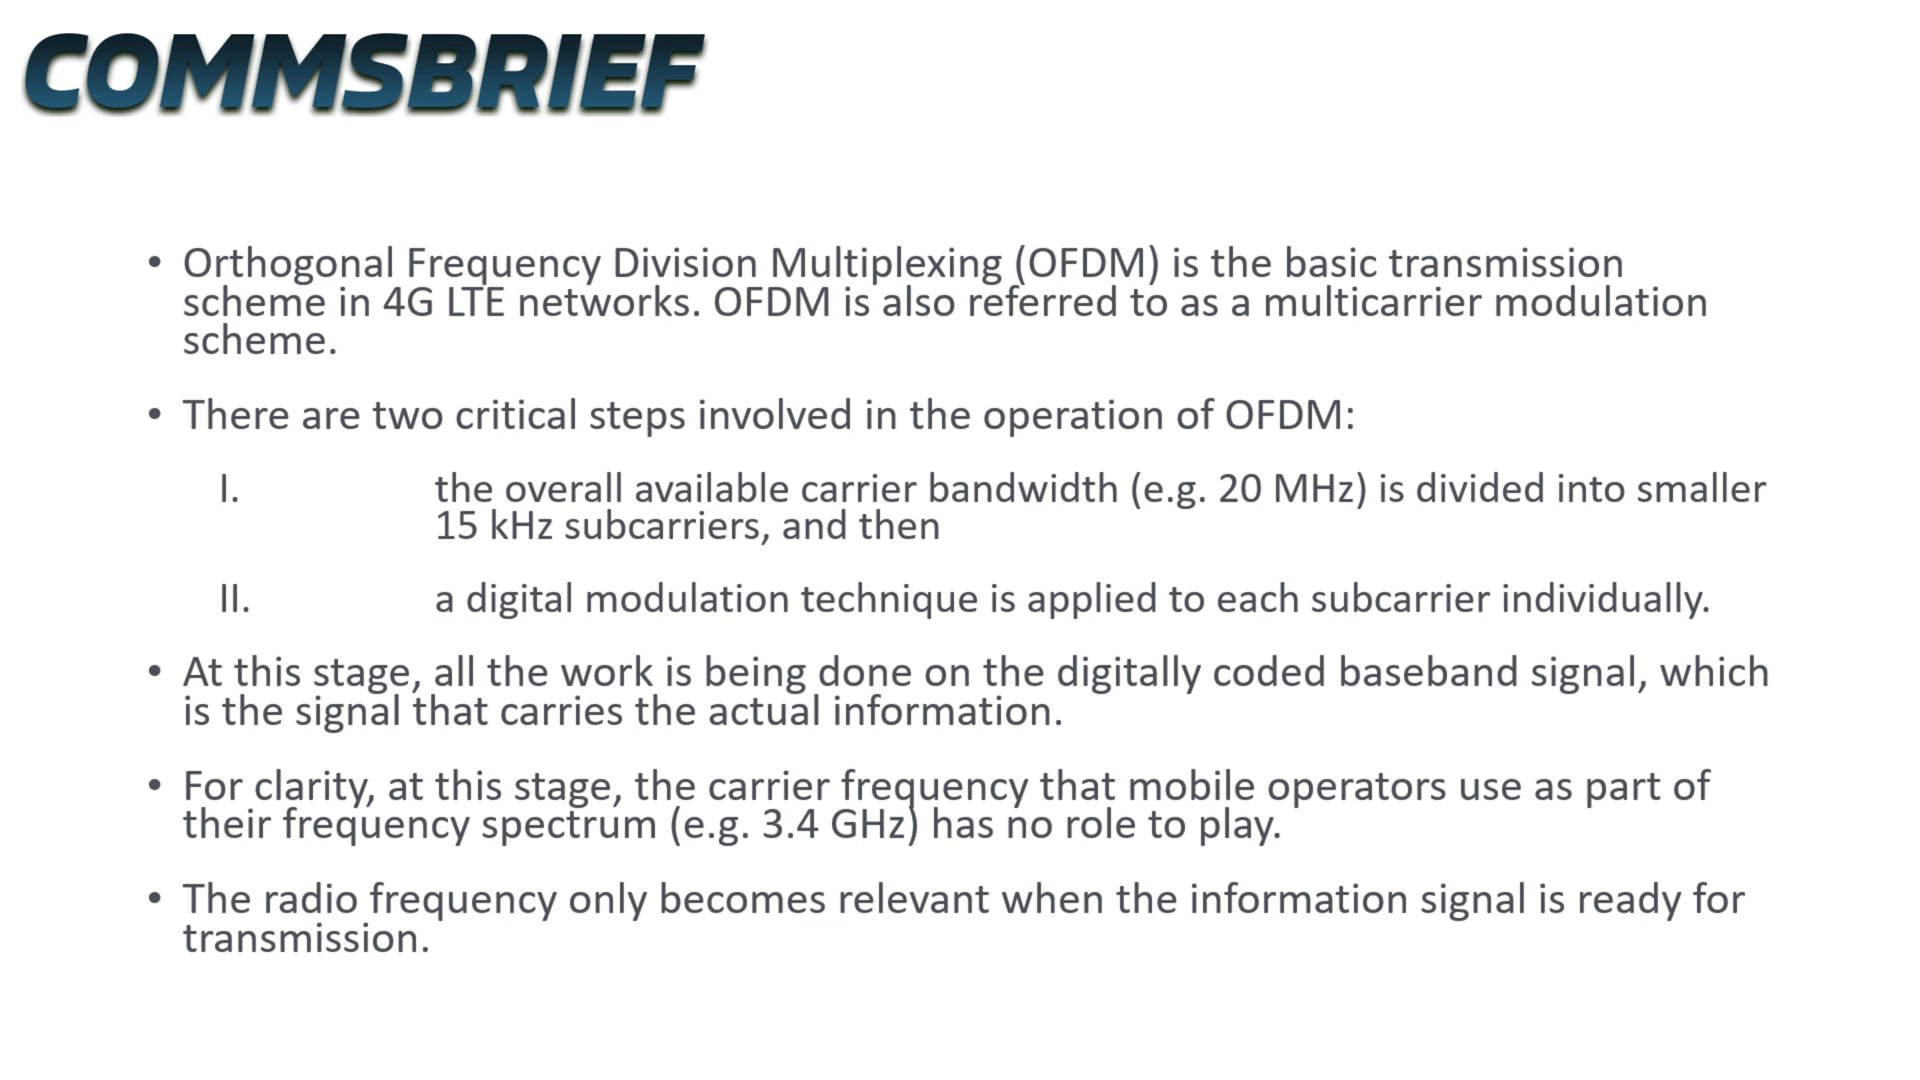 COMMSBRIEF
• Orthogonal Frequency Division Multiplexing (OFDM) is the basic transmission
scheme in 4G LTE networks. OFDM is also referred to as a multicarrier modulation
scheme.
• There are two critical steps involved in the operation of OFDM:
I. the overall available carrier bandwidth (e.g. 20 MHz) is divided into smaller
15 kHz subcarriers, and then
II. a digital modulation technique is applied to each subcarrier individually.
• At this stage, all the work is being done on the digitally coded baseband signal, which
is the signal that carries the actual information.
• For clarity, at this stage, the carrier frequency that mobile operators use as part of
their frequency spectrum (e.g. 3.4 GHz) has no role to play.
• The radio frequency only becomes relevant when the information signal is ready for
transmission.